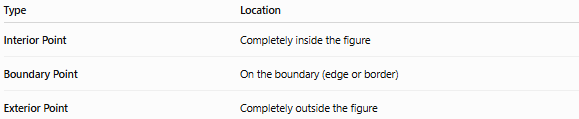 Type Location
Interior Point Completely inside the figure
Boundary Point On the boundary (edge or border)
Exterior Point Completely outside the figure